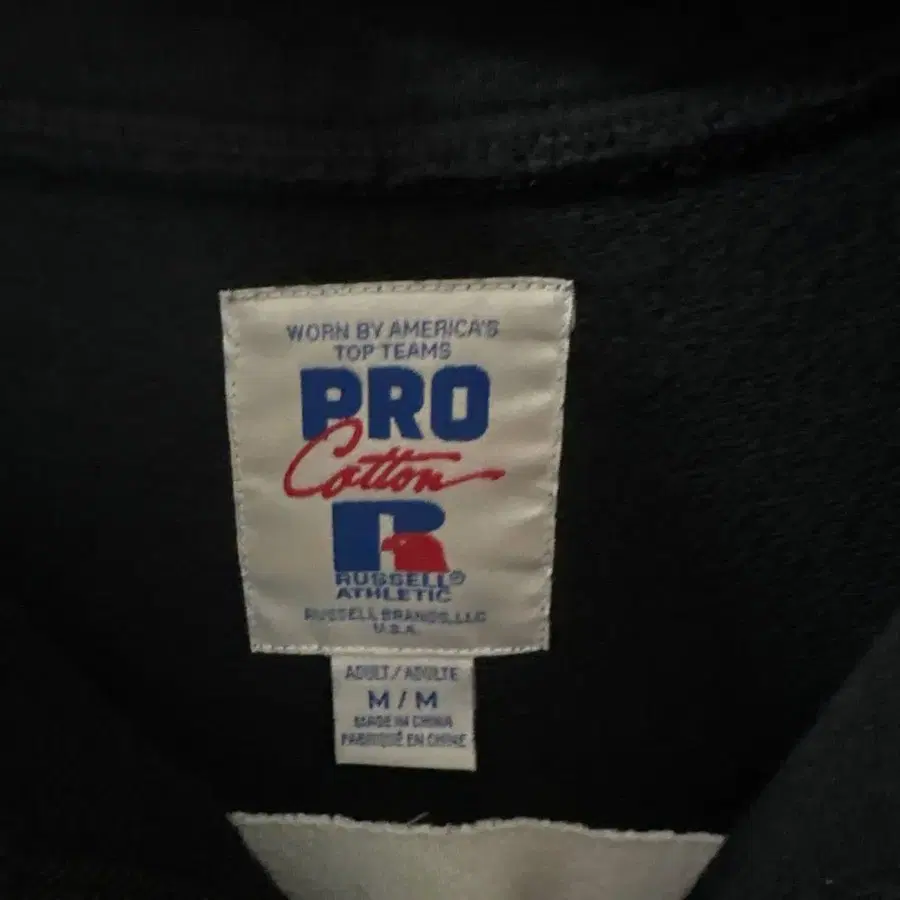 WORN BY AMERICA'S
TOP TEAMS
PRO
Cotton
R
RUSSELL®
ATHLETIC
RUSSELL BRANDS, LLC
U.S.A.
ADULT / ADULTE
M / M
MADE IN CHINA
FABRIQUÉ EN CHINE